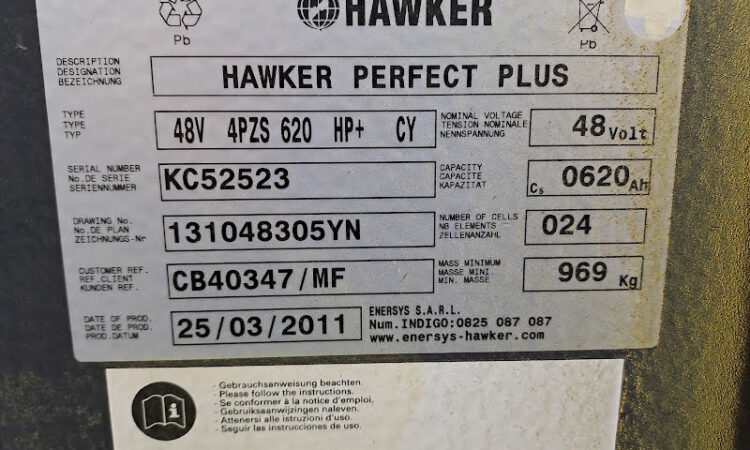 HAWKER
Pb
Pb
DESCRIPTION
DESIGNATION
BEZEICHNUNG
HAWKER PERFECT PLUS
TYPE
TYPE
TYP
48V 4PZS 620 HP+ CY
NOMINAL VOLTAGE
TENSION NOMINALE
NENNSPANNUNG
48 Volt
SERIAL NUMBER
No.DE SERIE
SERIENNUMMER
KC52523
CAPACITY
CAPACITE
KAPAZITAT
C5 0620 Ah
DRAWING No.
No.DE PLAN
ZEICHNUNGS-Nr
131048305YN
NUMBER OF CELLS
NB ELEMENTS
ZELLENANZAHL
024
CUSTOMER REF.
REF.CLIENT
KUNDEN REF.
CB40347/MF
MASS MINIMUM
MASSE MINI.
MIN. MASSE
969 Kg
DATE OF PROD.
DATE DE PROD.
PROD.DATUM
25/03/2011
ENERSYS S.A.R.L.
Num.INDIGO:0825 087 087
www.enersys-hawker.com
- Gebrauchsanweisung beachten.
- Please follow the instructions.
- Se conformer à la notice d'emploi.
- Gebruiksaanwijzingen naleven.
- Attenersi alle istruzioni d'uso.
- Seguir las instrucciones de uso.